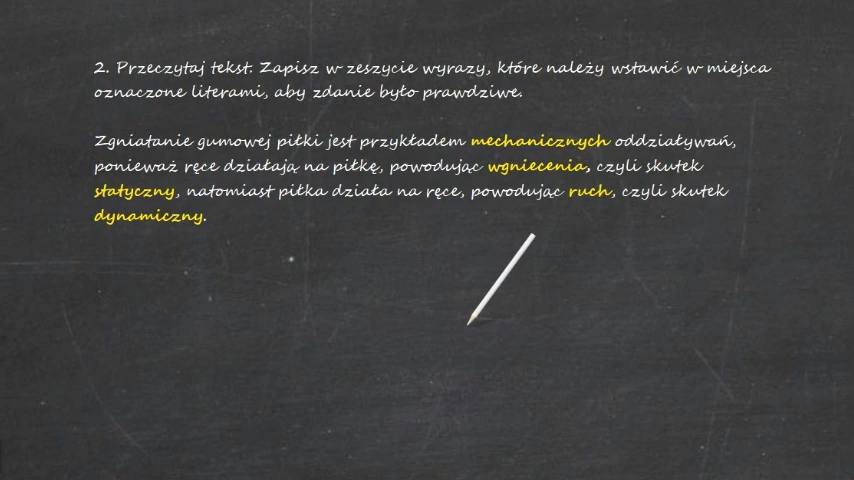 2. Przeczytaj tekst. Zapisz w zeszycie wyrazy, które należy wstawić w miejsca
oznaczone literami, aby zdanie było prawdziwe.
Zgniatanie gumowej piłki jest przykładem mechanicznych oddziaływań,
ponieważ ręce działają na piłkę, powodując wgniecenia, czyli skutek
statyczny, natomiast piłka działa na ręce, powodując ruch, czyli skutek
dynamiczny.